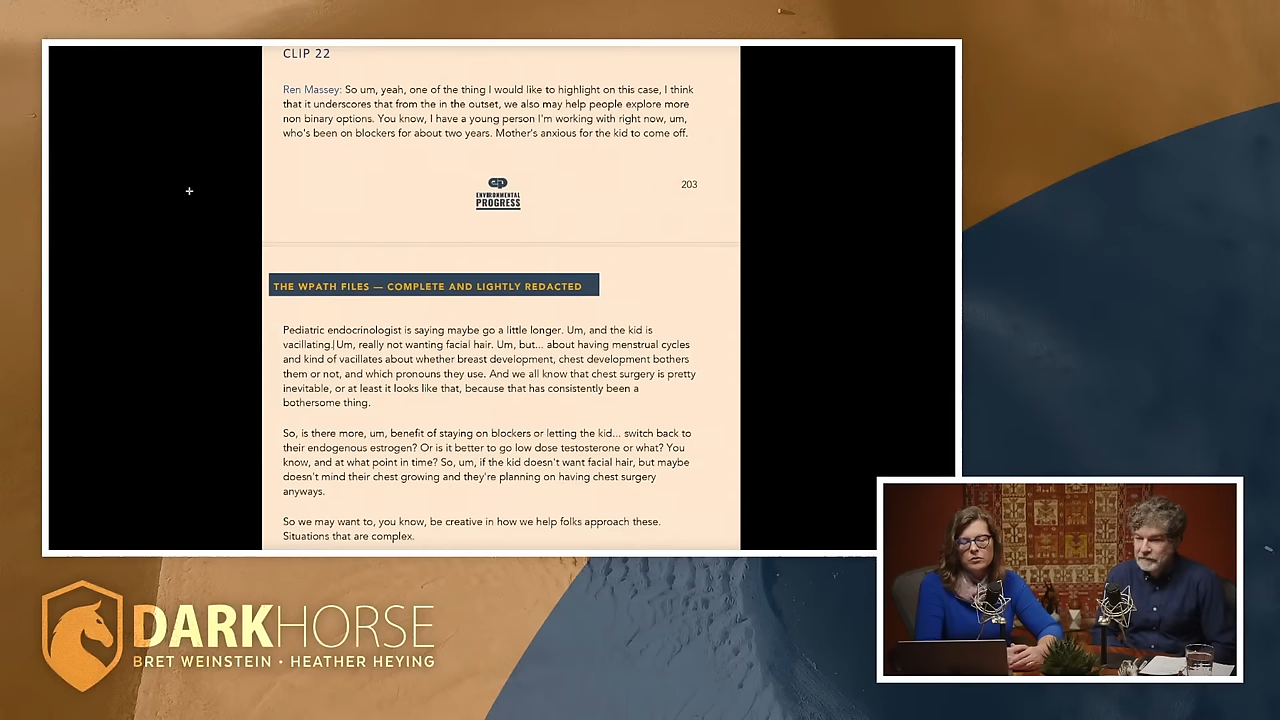 CLIP 22
Ren Massey: So um, yeah, one of the thing I would like to highlight on this case, I think
that it underscores that from the in the outset, we also may help people explore more
non binary options. You know, I have a young person I'm working with right now, um,
who's been on blockers for about two years. Mother's anxious for the kid to come off.
203
ep
ENVIRONMENTAL
PROGRESS
THE WPATH FILES — COMPLETE AND LIGHTLY REDACTED
Pediatric endocrinologist is saying maybe go a little longer. Um, and the kid is
vacillating. Um, really not wanting facial hair. Um, but... about having menstrual cycles
and kind of vacillates about whether breast development, chest development bothers
them or not, and which pronouns they use. And we all know that chest surgery is pretty
inevitable, or at least it looks like that, because that has consistently been a
bothersome thing.
So, is there more, um, benefit of staying on blockers or letting the kid... switch back to
their endogenous estrogen? Or is it better to go low dose testosterone or what? You
know, and at what point in time? So, um, if the kid doesn't want facial hair, but maybe
doesn't mind their chest growing and they're planning on having chest surgery
anyways.
So we may want to, you know, be creative in how we help folks approach these.
Situations that are complex.
DARKHORSE
BRET WEINSTEIN • HEATHER HEYING